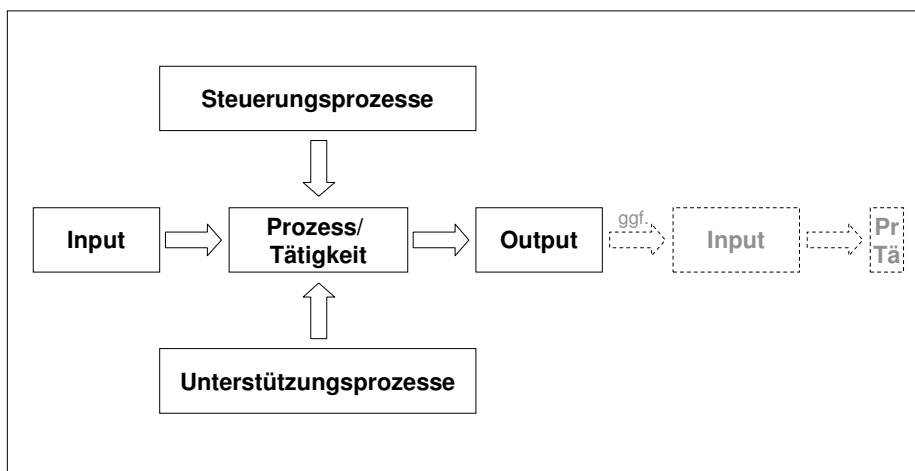 Steuerungsprozesse
Input
Prozess/
Tätigkeit
Output
ggf.
Input
Pr
Tä
Unterstützungsprozesse